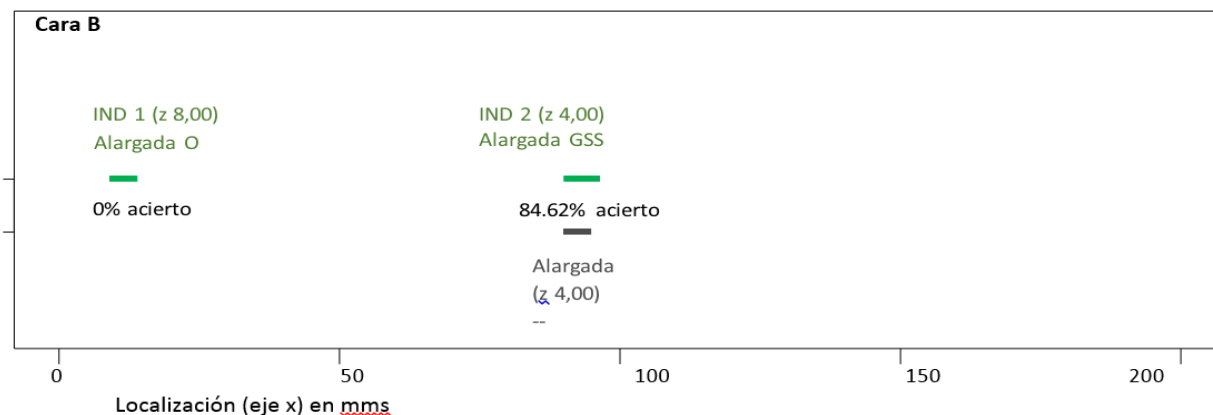 Cara B
IND 1 (z 8,00)
Alargada O
IND 2 (z 4,00)
Alargada GSS
0% acierto
84.62% acierto
Alargada
(z 4,00)
--
0
50
100
150
200
Localización (eje x) en mms